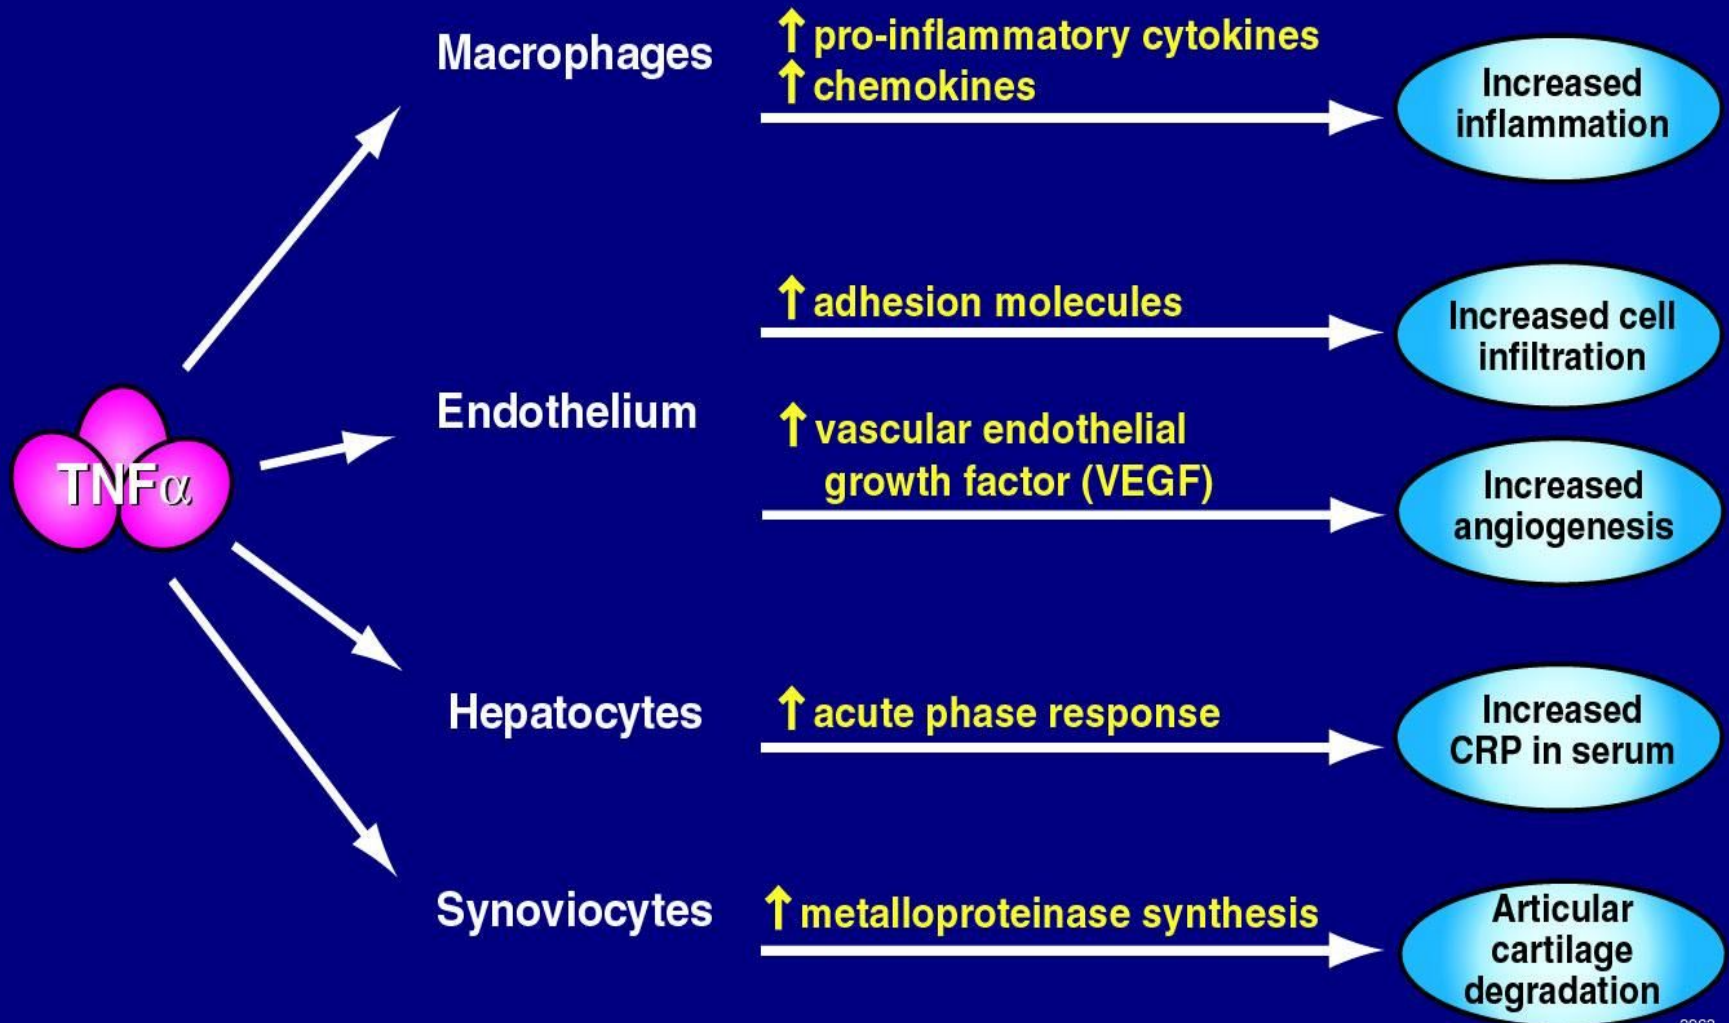 Macrophages
↑ pro-inflammatory cytokines
↑ chemokines
Increased
inflammation
↑ adhesion molecules
Increased cell
infiltration
TNFα
Endothelium
↑ vascular endothelial
growth factor (VEGF)
Increased
angiogenesis
Hepatocytes
↑ acute phase response
Increased
CRP in serum
Synoviocytes
↑ metalloproteinase synthesis
Articular
cartilage
degradation